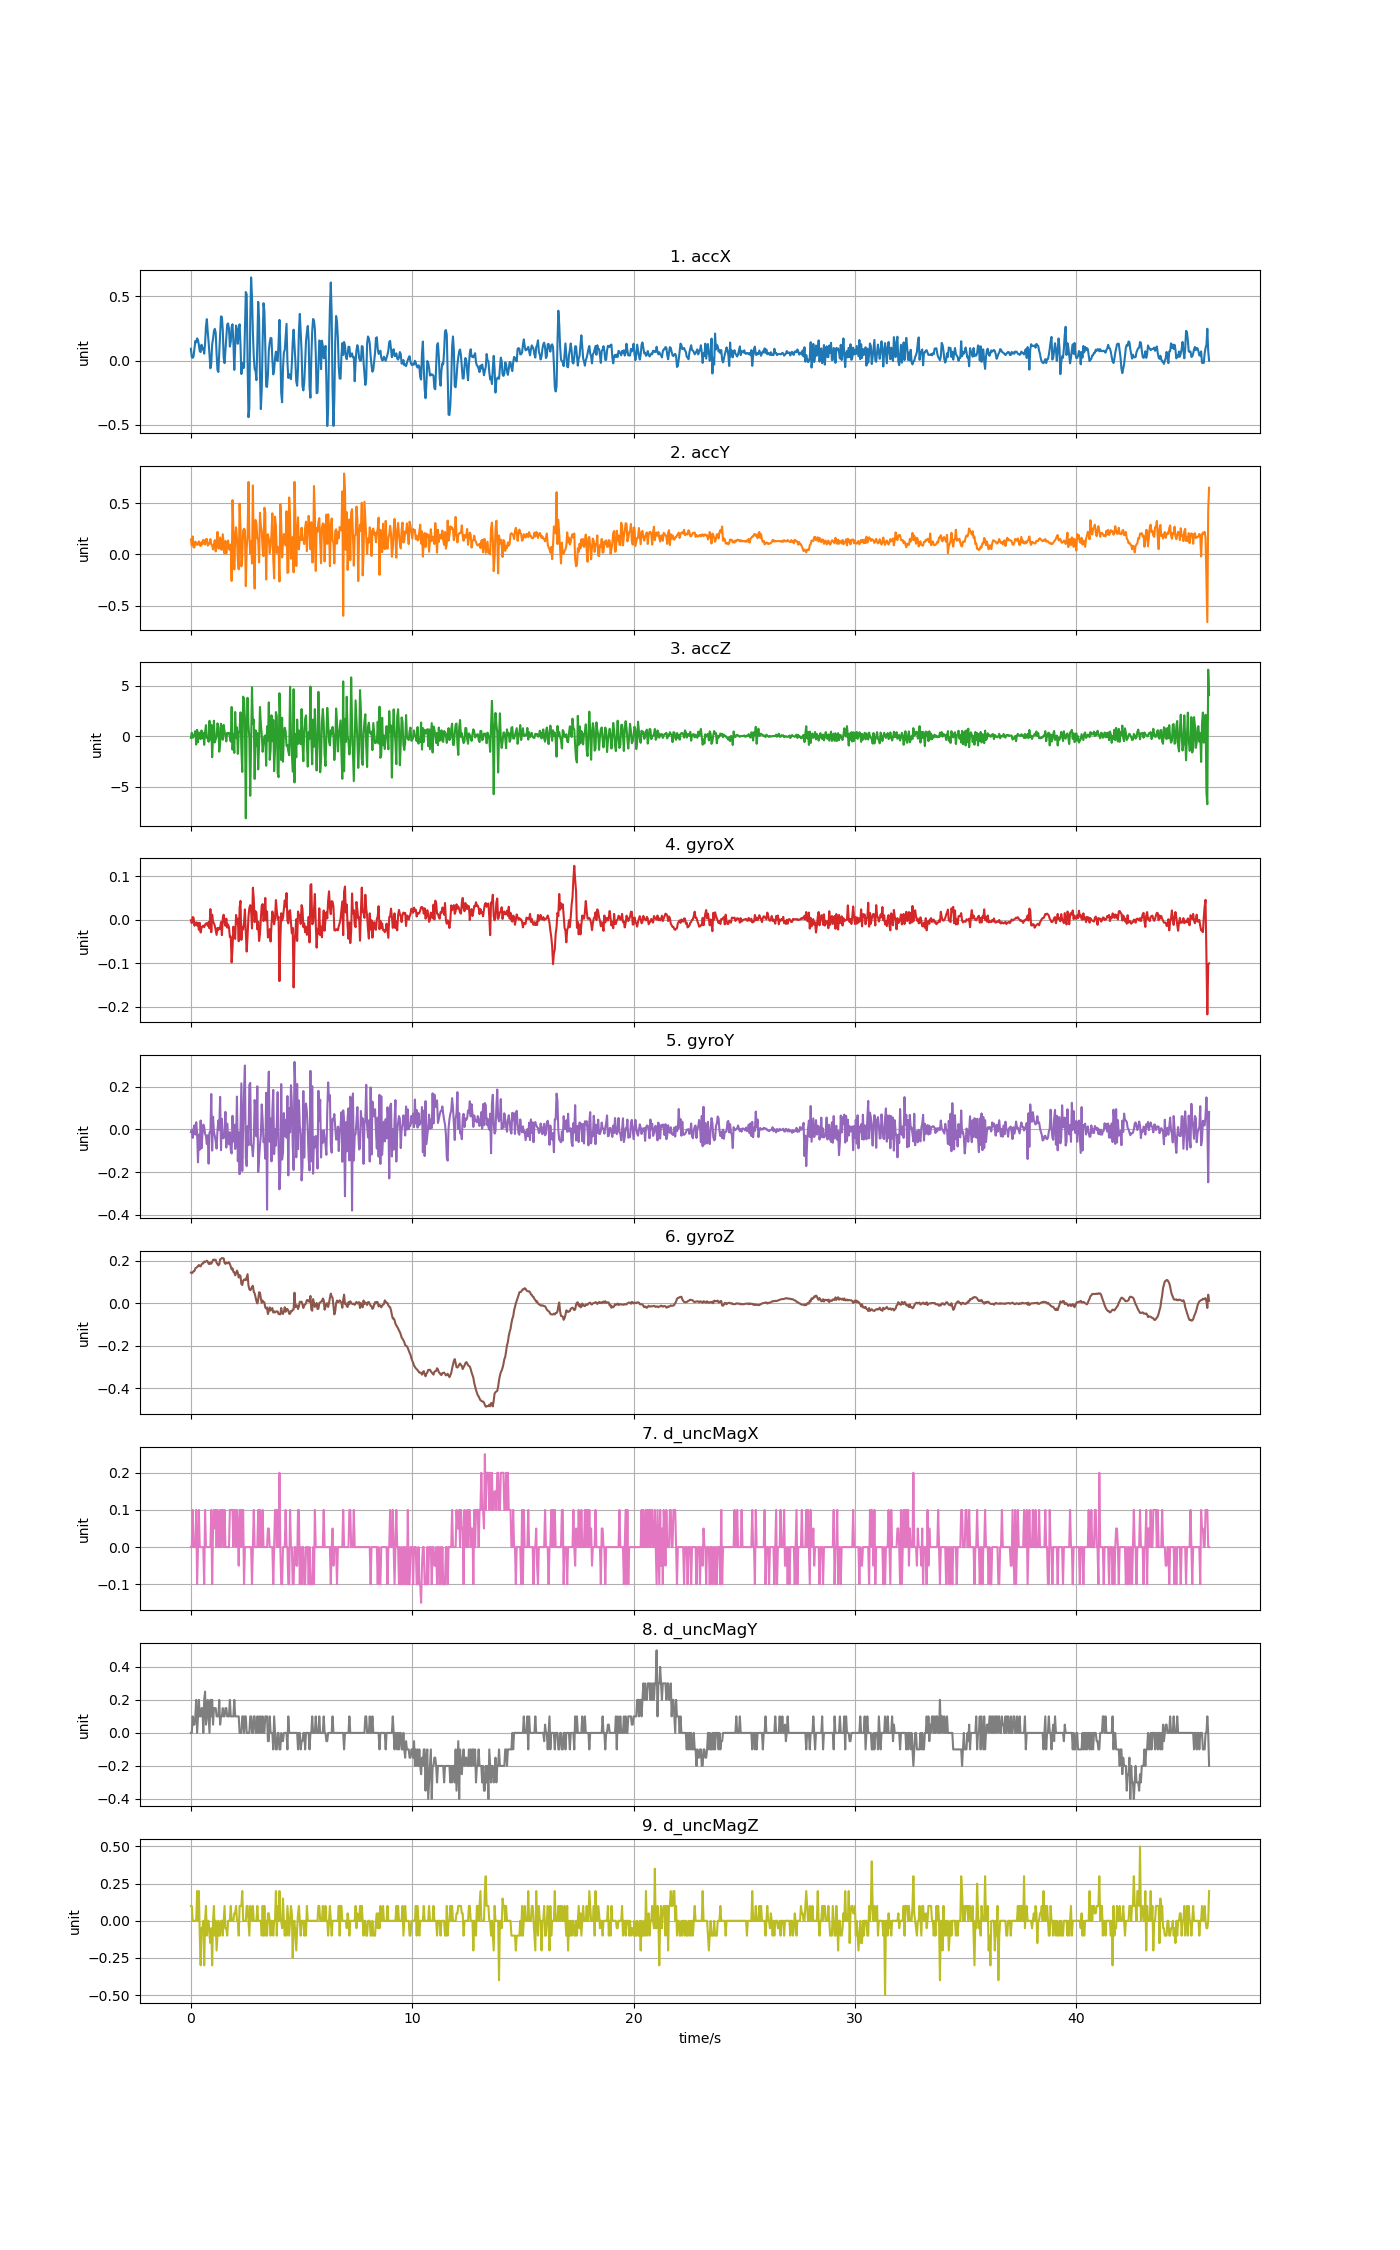 1. accX
0.5
0.0
−0.5
unit
2. accY
0.5
0.0
−0.5
unit
3. accZ
5
0
−5
unit
4. gyroX
0.1
0.0
−0.1
−0.2
unit
5. gyroY
0.2
0.0
−0.2
−0.4
unit
6. gyroZ
0.2
0.0
−0.2
−0.4
unit
7. d_uncMagX
0.2
0.1
0.0
−0.1
unit
8. d_uncMagY
0.4
0.2
0.0
−0.2
−0.4
unit
9. d_uncMagZ
0.50
0.25
0.00
−0.25
−0.50
unit
0 10 20 30 40
time/s